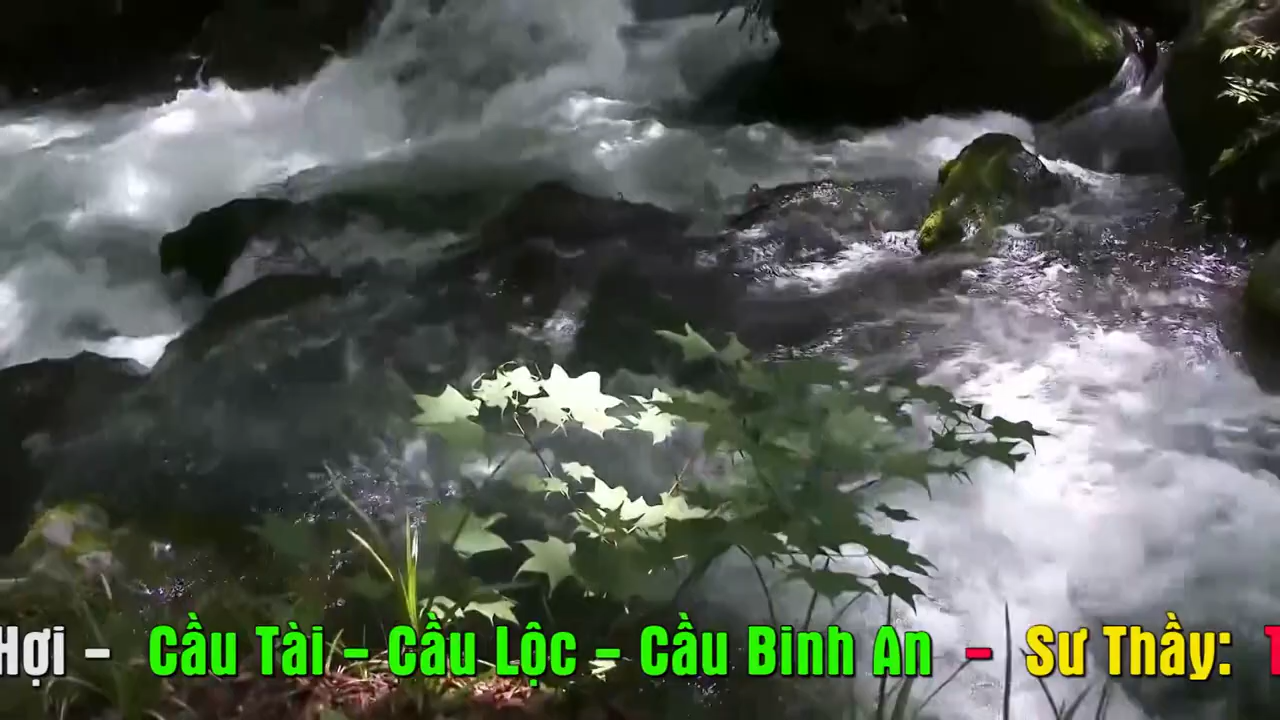 Hợi – Cầu Tài – Cầu Lộc – Cầu Bình An – Sư Thầy: